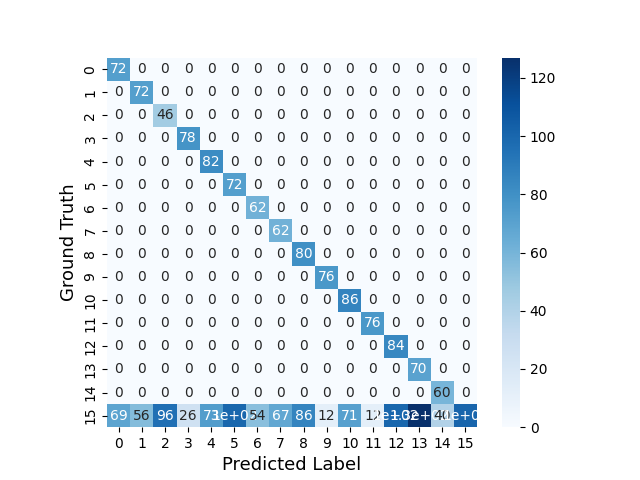 0 72 0 0 0 0 0 0 0 0 0 0 0 0 0 0 0
1 0 72 0 0 0 0 0 0 0 0 0 0 0 0 0 0
2 0 0 46 0 0 0 0 0 0 0 0 0 0 0 0 0
3 0 0 0 78 0 0 0 0 0 0 0 0 0 0 0 0
4 0 0 0 0 82 0 0 0 0 0 0 0 0 0 0 0
5 0 0 0 0 0 72 0 0 0 0 0 0 0 0 0 0
6 0 0 0 0 0 0 62 0 0 0 0 0 0 0 0 0
7 0 0 0 0 0 0 0 62 0 0 0 0 0 0 0 0
8 0 0 0 0 0 0 0 0 80 0 0 0 0 0 0 0
9 0 0 0 0 0 0 0 0 0 76 0 0 0 0 0 0
10 0 0 0 0 0 0 0 0 0 0 86 0 0 0 0 0
11 0 0 0 0 0 0 0 0 0 0 0 76 0 0 0 0
12 0 0 0 0 0 0 0 0 0 0 0 0 84 0 0 0
13 0 0 0 0 0 0 0 0 0 0 0 0 0 70 0 0
14 0 0 0 0 0 0 0 0 0 0 0 0 0 0 60 0
15 69 56 96 26 73 54 67 86 12 71 12 40
0 1 2 3 4 5 6 7 8 9 10 11 12 13 14 15
Predicted Label
Ground Truth
120
100
80
60
40
20
0